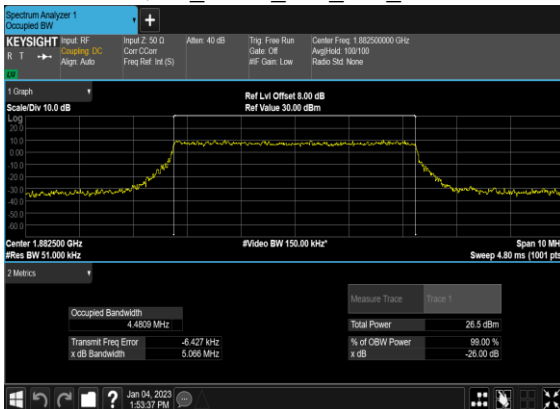 Spectrum Analyzer 1
Occupied BW
KEYSIGHT
R T
Input: RF
Coupling: DC
Align: Auto
Input Z: 50 Ω
Corr CCorr
Freq Ref: Int (S)
Atten: 40 dB
Trig: Free Run
Gate: Off
#IF Gain: Low
Center Freq: 1.882500000 GHz
Avg|Hold: 100/100
Radio Std: None
1 Graph
Scale/Div 10.0 dB
Ref Lvl Offset 8.00 dB
Ref Value 30.00 dBm
Log
20.0
10.0
0.00
-10.0
-20.0
-30.0
-40.0
-50.0
-60.0
Center 1.882500 GHz
#Video BW 150.00 kHz*
Span 10 MH
#Res BW 51.000 kHz
Sweep 4.80 ms (1001 pts
2 Metrics
Measure Trace Trace 1
Occupied Bandwidth
4.4809 MHz
Total Power 26.5 dBm
Transmit Freq Error -6.427 kHz
% of OBW Power 99.00 %
x dB Bandwidth 5.066 MHz
x dB -26.00 dB
?
Jan 04, 2023
1:53:37 PM